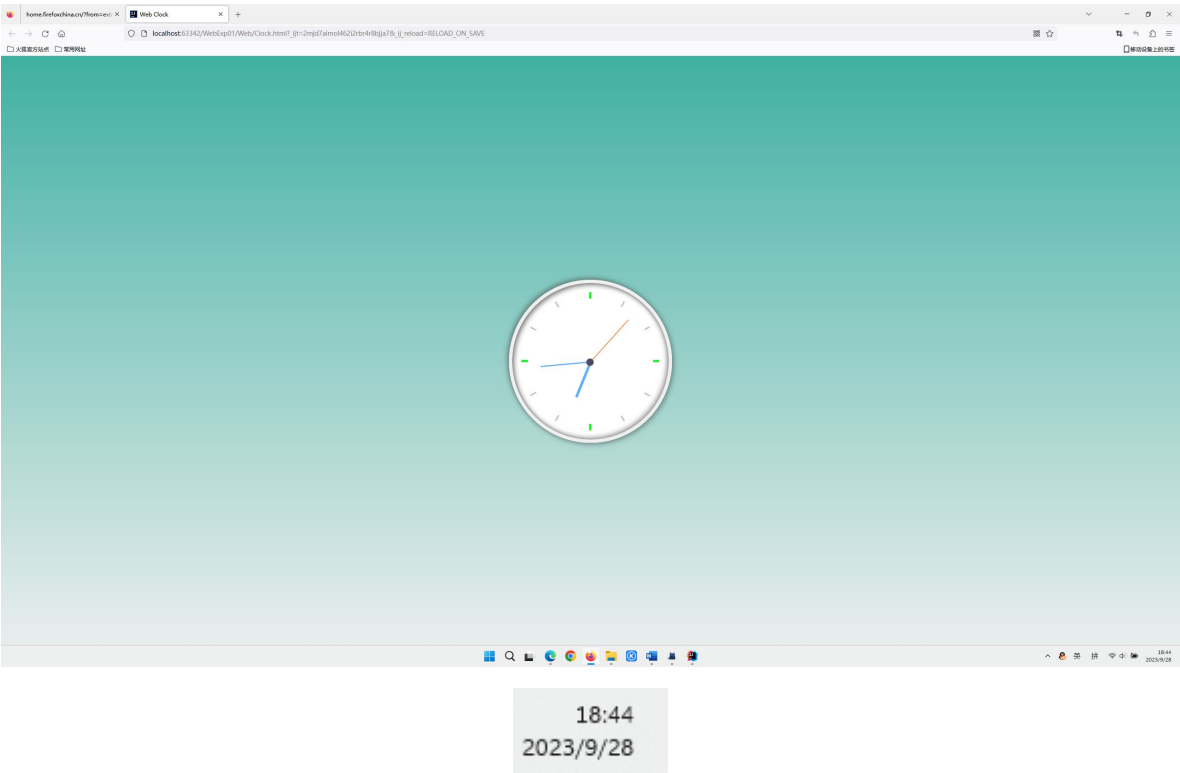 home.firefoxchina.cn/?from=ext
Web Clock
localhost:63342/WebExp01/Web/Clock.html?_ijt=2mjd7aimol462l2rbr4r8bjja7&_ij_reload=RELOAD_ON_SAVE
火狐官方站点
常用网址
移动设备上的书签
英
拼
18:44
2023/9/28
18:44
2023/9/28